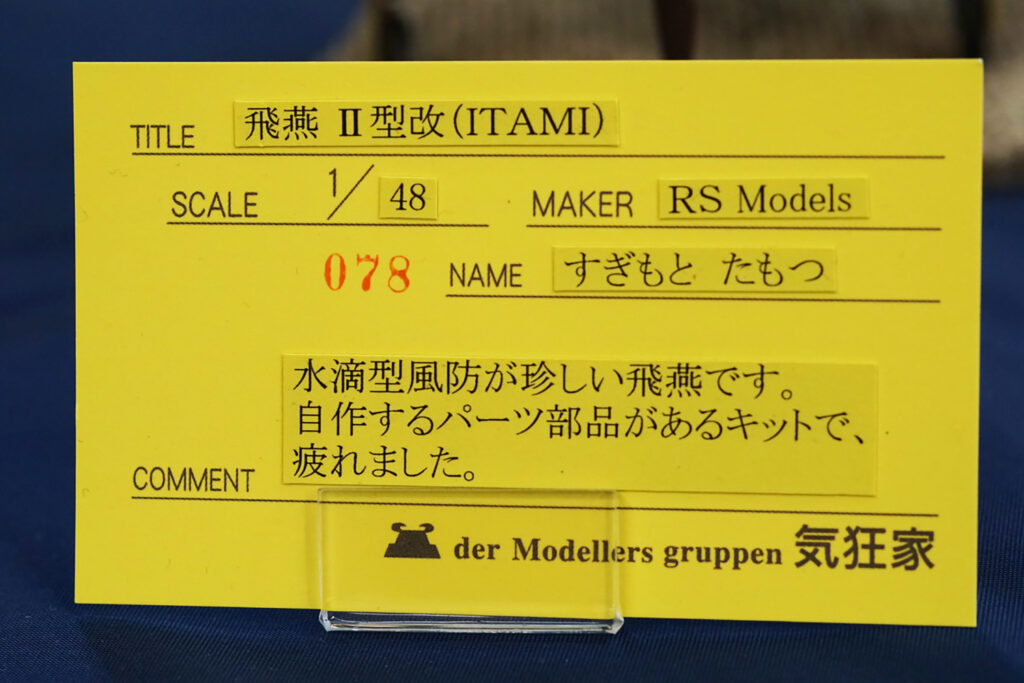 TITLE 飛燕 Ⅱ型改(ITAMI)
SCALE 1/48 MAKER RS Models
078 NAME すぎもと たもつ
水滴型風防が珍しい飛燕です。
自作するパーツ部品があるキットで、
疲れました。
COMMENT
der Modellers gruppen 気狂家